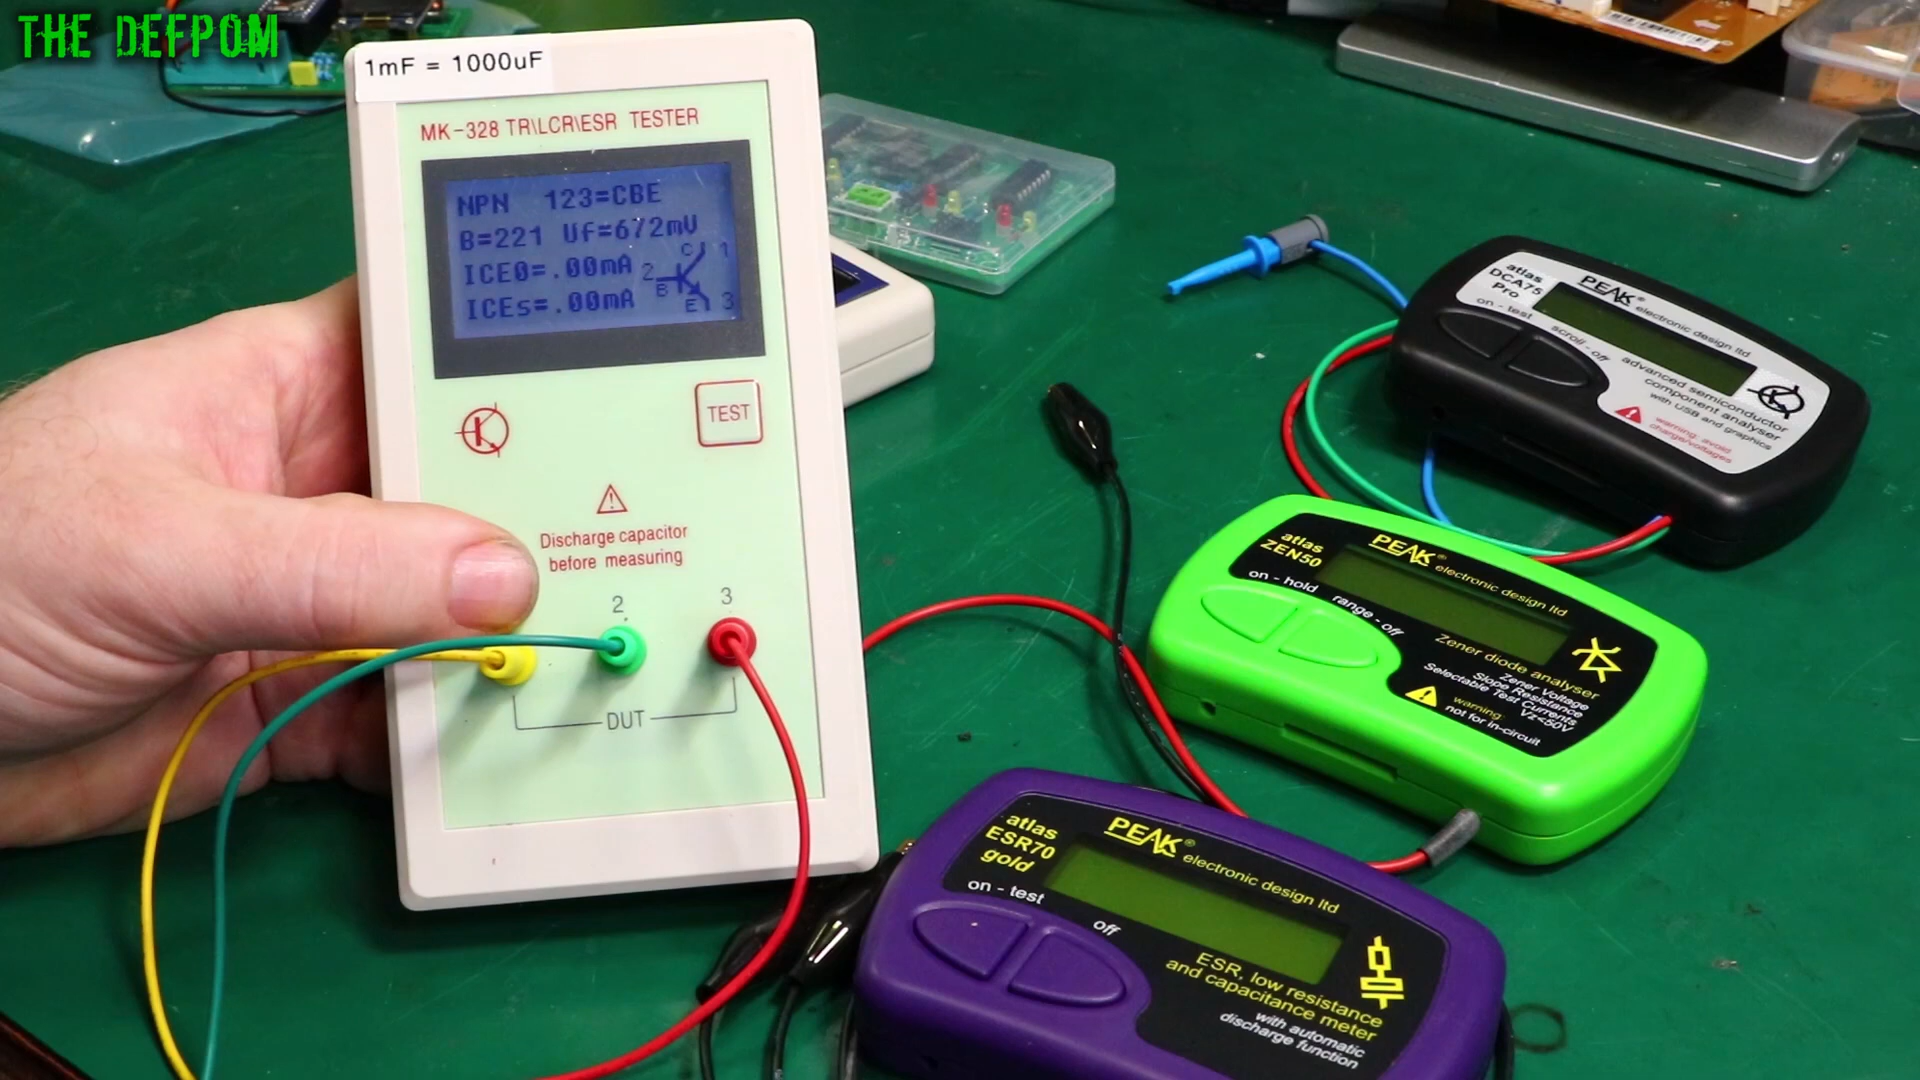 THE DEFPOM
1mF = 1000uF
MK-328 TR\LCR\ESR TESTER
NPN 123=CBE
B=221 Uf=672mV
ICE0=.00mA
ICEs=.00mA
C 1
2
B
E 3
TEST
Discharge capacitor
before measuring
2
3
DUT
atlas
DCA75
Pro
PEAK®
electronic design ltd
on - test
scroll - off
advanced semiconductor
component analyser
with USB and graphics
warning: avoid
charge/voltages
atlas
ZEN50
PEAK®
electronic design ltd
on - hold
range - off
Zener diode analyser
Zener Voltage
Slope Resistance
Selectable Test Currents
Vz<50V
warning:
not for in-circuit
atlas
ESR70
gold
PEAK®
electronic design ltd
on - test
off
ESR, low resistance
and capacitance meter
with automatic
discharge function